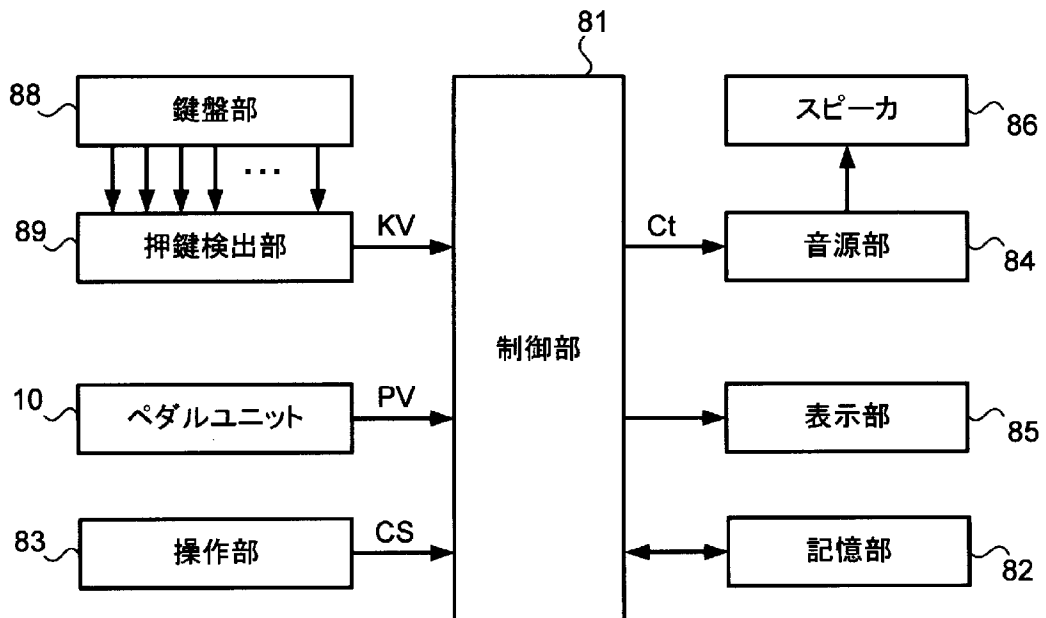 81
88
鍵盤部
スピーカ
86
...
89
押鍵検出部
KV
Ct
音源部
84
制御部
10
ペダルユニット
PV
表示部
85
83
操作部
CS
記憶部
82